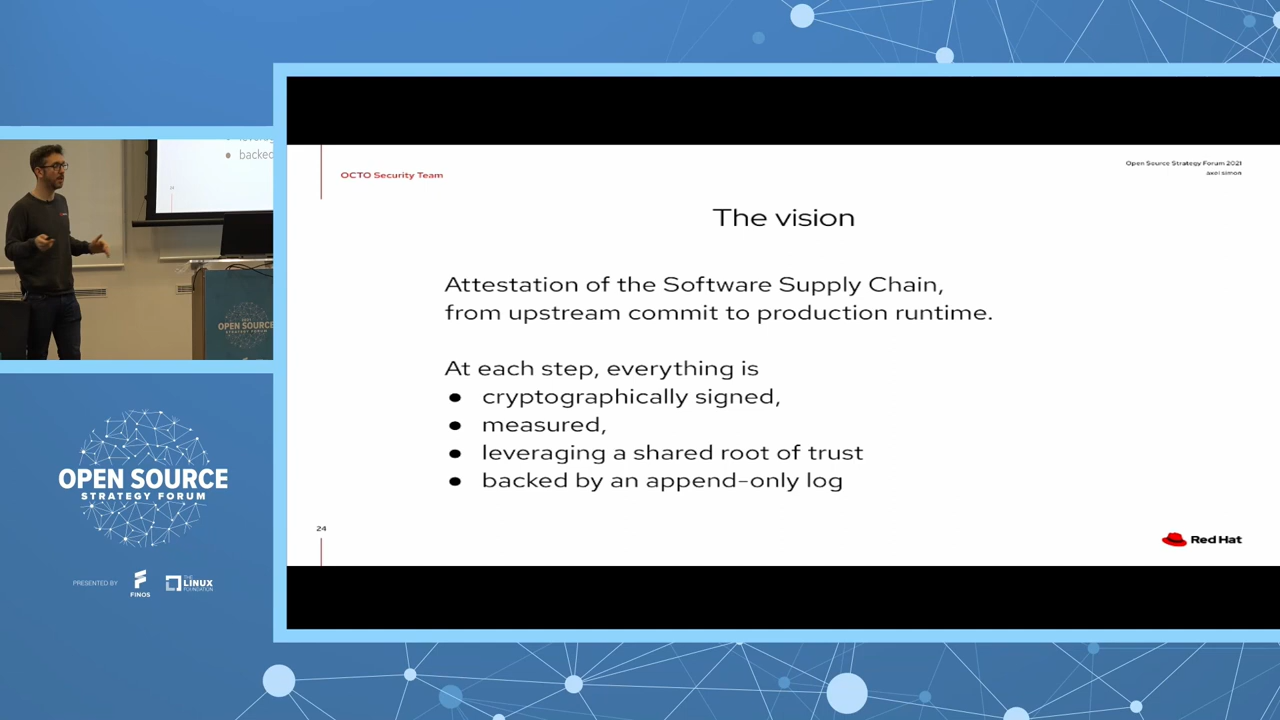 backed
OPEN SOURCE
STRATEGY FORUM
OPEN SOURCE
STRATEGY FORUM
PRESENTED BY
FINOS
THE
LINUX
FOUNDATION
OCTO Security Team
Open Source Strategy Forum 2021
axel simon
The vision
Attestation of the Software Supply Chain,
from upstream commit to production runtime.
At each step, everything is
● cryptographically signed,
● measured,
● leveraging a shared root of trust
● backed by an append-only log
24
Red Hat